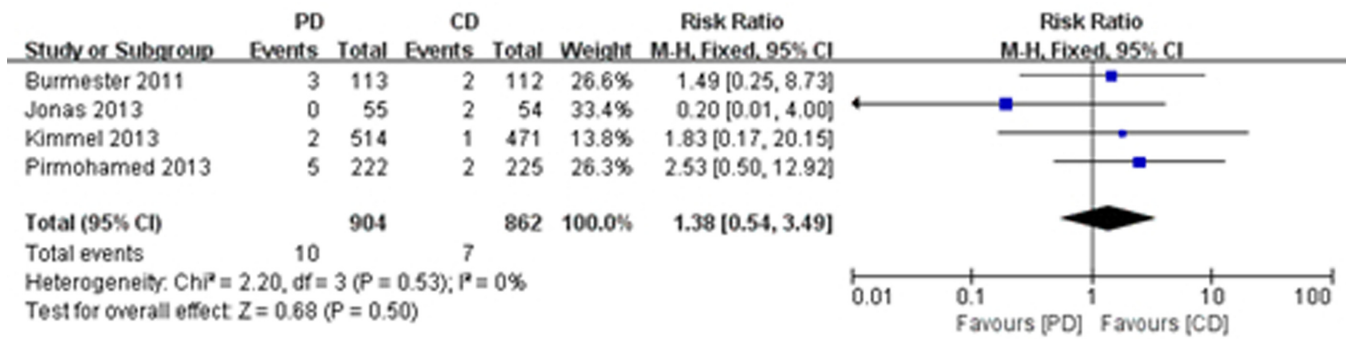 PD CD Risk Ratio Risk Ratio
Study or Subgroup Events Total Events Total Weight M-H, Fixed, 95% CI M-H, Fixed, 95% CI
Burmester 2011 3 113 2 112 26.6% 1.49 [0.25, 8.73]
Jonas 2013 0 55 2 54 33.4% 0.20 [0.01, 4.00]
Kimmel 2013 2 514 1 471 13.8% 1.83 [0.17, 20.15]
Pirmohamed 2013 5 222 2 225 26.3% 2.53 [0.50, 12.92]
Total (95% CI) 904 862 100.0% 1.38 [0.54, 3.49]
Total events 10 7
Heterogeneity: Chi² = 2.20, df = 3 (P = 0.53); I² = 0%
Test for overall effect: Z = 0.68 (P = 0.50)
0.01 0.1 1 10 100
Favours [PD] Favours [CD]